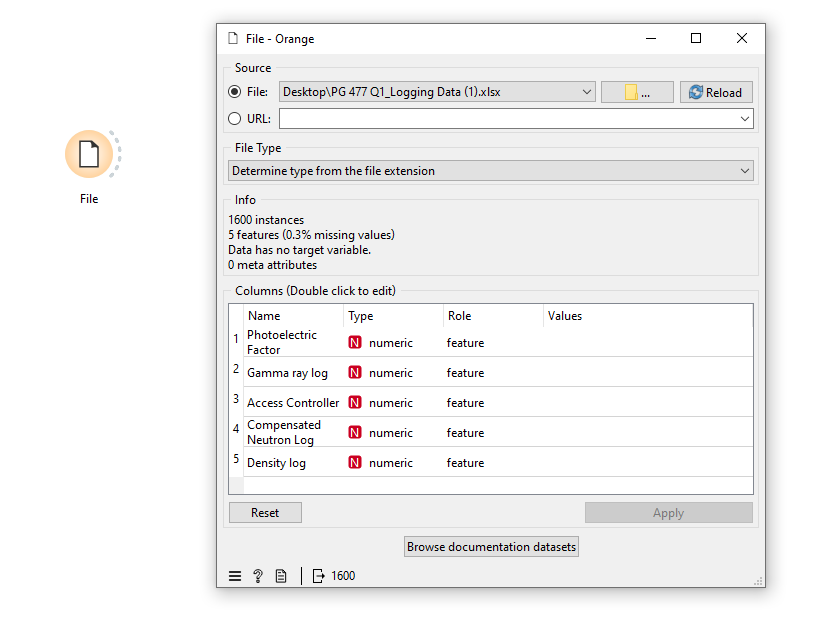 File - Orange
Source
File: Desktop\PG 477 Q1_Logging Data (1).xlsx ... Reload
URL:
File
File Type
Determine type from the file extension
Info
1600 instances
5 features (0.3% missing values)
Data has no target variable.
0 meta attributes
Columns (Double click to edit)
Name Type Role Values
1 Photoelectric Factor N numeric feature
2 Gamma ray log N numeric feature
3 Access Controller N numeric feature
4 Compensated Neutron Log N numeric feature
5 Density log N numeric feature
Reset Apply
Browse documentation datasets
? 1600